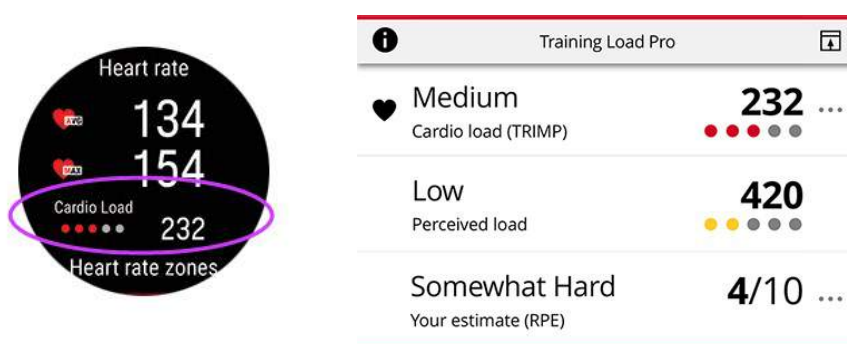 Heart rate
AVG 134
MAX 154
Cardio Load
232
Heart rate zones
Training Load Pro
Medium 232
Cardio load (TRIMP)
Low 420
Perceived load
Somewhat Hard 4/10
Your estimate (RPE)